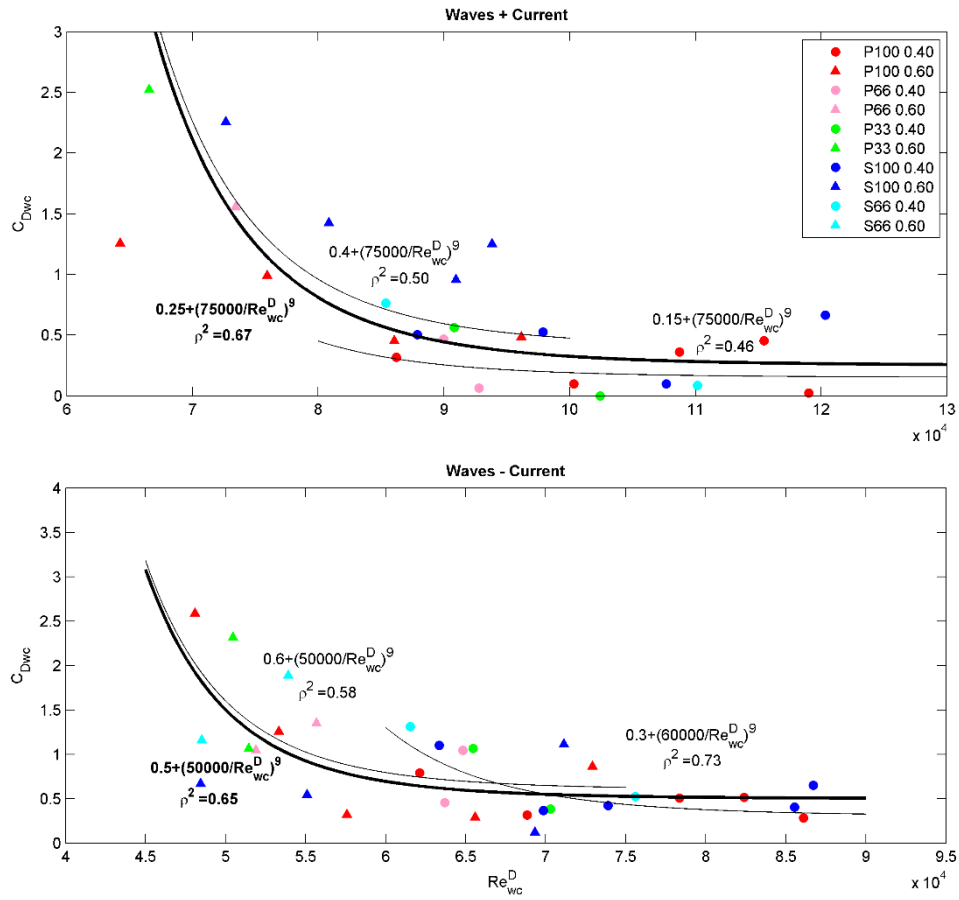 Waves + Current
3
2.5
2
1.5
1
0.5
0
C_Dwc
6 7 8 9 10 11 12 13
x 10^4
P100 0.40
P100 0.60
P66 0.40
P66 0.60
P33 0.40
P33 0.60
S100 0.40
S100 0.60
S66 0.40
S66 0.60
0.4+(75000/Re^D_wc)^9
ρ^2=0.50
0.25+(75000/Re^D_wc)^9
ρ^2=0.67
0.15+(75000/Re^D_wc)^9
ρ^2=0.46
Waves - Current
4
3.5
3
2.5
2
1.5
1
0.5
0
C_Dwc
0.6+(50000/Re^D_wc)^9
ρ^2=0.58
0.5+(50000/Re^D_wc)^9
ρ^2=0.65
0.3+(60000/Re^D_wc)^9
ρ^2=0.73
4 4.5 5 5.5 6 6.5 7 7.5 8 8.5 9 9.5
x 10^4
Re^D_wc